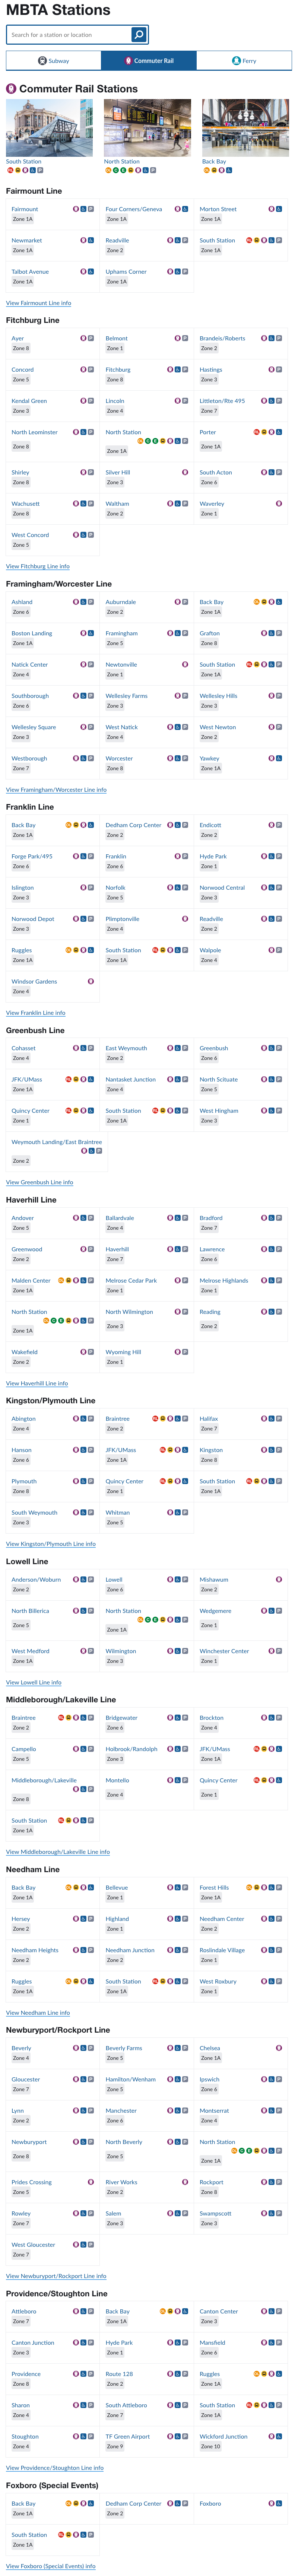 MBTA Stations
Search for a station or location
Subway
Commuter Rail
Ferry
Commuter Rail Stations
South Station
North Station
Back Bay
Fairmount Line
Fairmount
Four Corners/Geneva
Morton Street
Zone 1A
Zone 1A
Zone 1A
Newmarket
Readville
South Station
Zone 1A
Zone 2
Zone 1A
Talbot Avenue
Uphams Corner
Zone 1A
Zone 1A
View Fairmount Line info
Fitchburg Line
Ayer
Belmont
Brandeis/Roberts
Zone 8
Zone 1
Zone 2
Concord
Fitchburg
Hastings
Zone 5
Zone 8
Zone 3
Kendal Green
Lincoln
Littleton/Rte 495
Zone 3
Zone 4
Zone 7
North Leominster
North Station
Porter
Zone 8
Zone 1A
Zone 1A
Shirley
Silver Hill
South Acton
Zone 8
Zone 3
Zone 6
Wachusett
Waltham
Waverley
Zone 8
Zone 2
Zone 1
West Concord
Zone 5
View Fitchburg Line info
Framingham/Worcester Line
Ashland
Auburndale
Back Bay
Zone 6
Zone 2
Zone 1A
Boston Landing
Framingham
Grafton
Zone 1A
Zone 5
Zone 8
Natick Center
Newtonville
South Station
Zone 4
Zone 1
Zone 1A
Southborough
Wellesley Farms
Wellesley Hills
Zone 6
Zone 3
Zone 3
Wellesley Square
West Natick
West Newton
Zone 3
Zone 4
Zone 2
Westborough
Worcester
Yawkey
Zone 7
Zone 8
Zone 1A
View Framingham/Worcester Line info
Franklin Line
Back Bay
Dedham Corp Center
Endicott
Zone 1A
Zone 2
Zone 2
Forge Park/495
Franklin
Hyde Park
Zone 6
Zone 6
Zone 1
Islington
Norfolk
Norwood Central
Zone 3
Zone 5
Zone 3
Norwood Depot
Plimptonville
Readville
Zone 3
Zone 4
Zone 2
Ruggles
South Station
Walpole
Zone 1A
Zone 1A
Zone 4
Windsor Gardens
Zone 4
View Franklin Line info
Greenbush Line
Cohasset
East Weymouth
Greenbush
Zone 4
Zone 2
Zone 6
JFK/UMass
Nantasket Junction
North Scituate
Zone 1A
Zone 4
Zone 5
Quincy Center
South Station
West Hingham
Zone 1
Zone 1A
Zone 3
Weymouth Landing/East Braintree
Zone 2
View Greenbush Line info
Haverhill Line
Andover
Ballardvale
Bradford
Zone 5
Zone 4
Zone 7
Greenwood
Haverhill
Lawrence
Zone 2
Zone 7
Zone 6
Malden Center
Melrose Cedar Park
Melrose Highlands
Zone 1A
Zone 1
Zone 1
North Station
North Wilmington
Reading
Zone 1A
Zone 3
Zone 2
Wakefield
Wyoming Hill
Zone 2
Zone 1
View Haverhill Line info
Kingston/Plymouth Line
Abington
Braintree
Halifax
Zone 4
Zone 2
Zone 7
Hanson
JFK/UMass
Kingston
Zone 6
Zone 1A
Zone 8
Plymouth
Quincy Center
South Station
Zone 8
Zone 1
Zone 1A
South Weymouth
Whitman
Zone 3
Zone 5
View Kingston/Plymouth Line info
Lowell Line
Anderson/Woburn
Lowell
Mishawum
Zone 2
Zone 6
Zone 2
North Billerica
North Station
Wedgemere
Zone 5
Zone 1A
Zone 1
West Medford
Wilmington
Winchester Center
Zone 1A
Zone 3
Zone 1
View Lowell Line info
Middleborough/Lakeville Line
Braintree
Bridgewater
Brockton
Zone 2
Zone 6
Zone 4
Campello
Holbrook/Randolph
JFK/UMass
Zone 5
Zone 3
Zone 1A
Middleborough/Lakeville
Montello
Quincy Center
Zone 8
Zone 4
Zone 1
South Station
Zone 1A
View Middleborough/Lakeville Line info
Needham Line
Back Bay
Bellevue
Forest Hills
Zone 1A
Zone 1
Zone 1A
Hersey
Highland
Needham Center
Zone 2
Zone 1
Zone 2
Needham Heights
Needham Junction
Roslindale Village
Zone 2
Zone 2
Zone 1
Ruggles
South Station
West Roxbury
Zone 1A
Zone 1A
Zone 1
View Needham Line info
Newburyport/Rockport Line
Beverly
Beverly Farms
Chelsea
Zone 4
Zone 5
Zone 1A
Gloucester
Hamilton/Wenham
Ipswich
Zone 7
Zone 5
Zone 6
Lynn
Manchester
Montserrat
Zone 2
Zone 6
Zone 4
Newburyport
North Beverly
North Station
Zone 8
Zone 5
Zone 1A
Prides Crossing
River Works
Rockport
Zone 5
Zone 2
Zone 8
Rowley
Salem
Swampscott
Zone 7
Zone 3
Zone 3
West Gloucester
Zone 7
View Newburyport/Rockport Line info
Providence/Stoughton Line
Attleboro
Back Bay
Canton Center
Zone 7
Zone 1A
Zone 3
Canton Junction
Hyde Park
Mansfield
Zone 3
Zone 1
Zone 6
Providence
Route 128
Ruggles
Zone 8
Zone 2
Zone 1A
Sharon
South Attleboro
South Station
Zone 4
Zone 7
Zone 1A
Stoughton
TF Green Airport
Wickford Junction
Zone 4
Zone 9
Zone 10
View Providence/Stoughton Line info
Foxboro (Special Events)
Back Bay
Dedham Corp Center
Foxboro
Zone 1A
Zone 2
South Station
Zone 1A
View Foxboro (Special Events) info